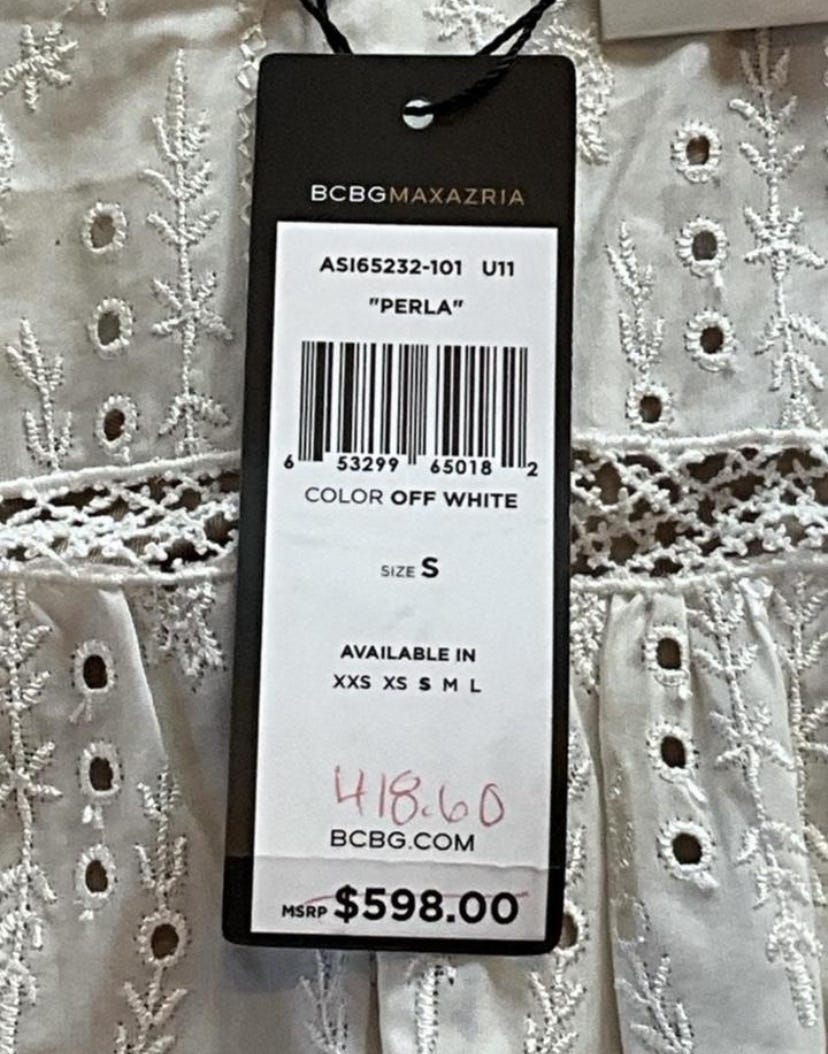 BCBGMAXAZRIA
ASI65232-101 U11
"PERLA"
6 53299 65018 2
COLOR OFF WHITE
SIZE S
AVAILABLE IN
XXS XS S M L
418.60
BCBG.COM
MSRP $598.00